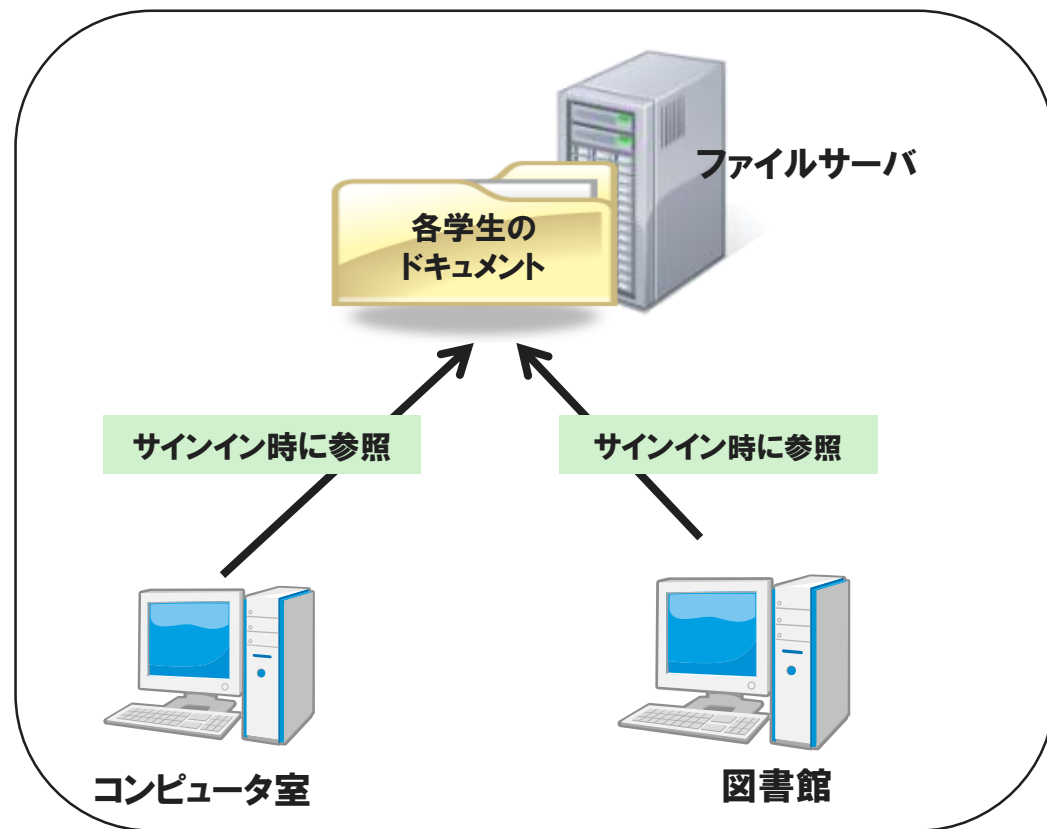 ファイルサーバ
各学生の
ドキュメント
サインイン時に参照
サインイン時に参照
コンピュータ室
図書館